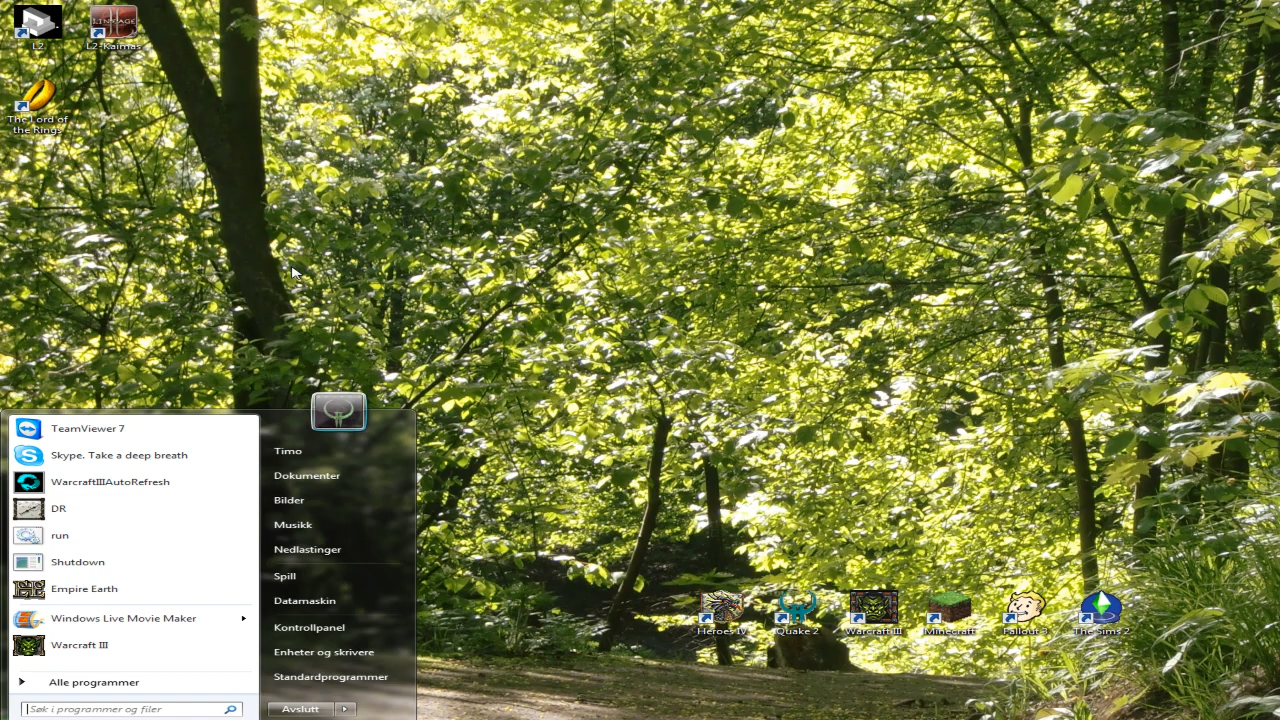 L2
L2-Kaimas
The Lord of
the Rings
TeamViewer 7
Skype. Take a deep breath
WarcraftIIIAutoRefresh
DR
run
Shutdown
Empire Earth
Windows Live Movie Maker
Warcraft III
Alle programmer
Søk i programmer og filer
Timo
Dokumenter
Bilder
Musikk
Nedlastinger
Spill
Datamaskin
Kontrollpanel
Enheter og skrivere
Standardprogrammer
Avslutt
Heroes IV
Quake 2
Warcraft III
Minecraft
Fallout 3
The Sims 2